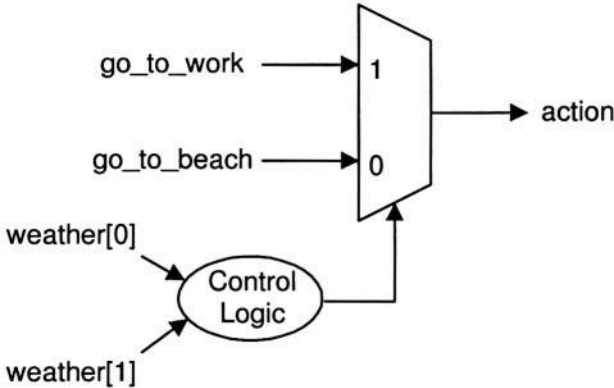 go_to_work
1
action
go_to_beach
0
weather[0]
Control
Logic
weather[1]